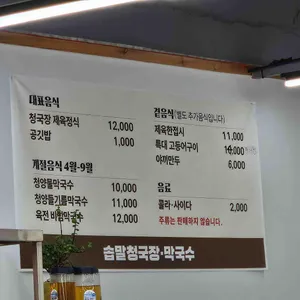 대표음식
청국장 제육정식 12,000
공깃밥 1,000
계절음식 4월-9월
청양물막국수 10,000
청양들기름막국수 11,000
육전 비빔막국수 12,000
곁음식(별도 추가음식입니다)
제육한접시 11,000
특대 고등어구이 10,000
야끼만두 6,000
음료
콜라·사이다 2,000
주류는 판매하지 않습니다.
솜말청국장·막국수